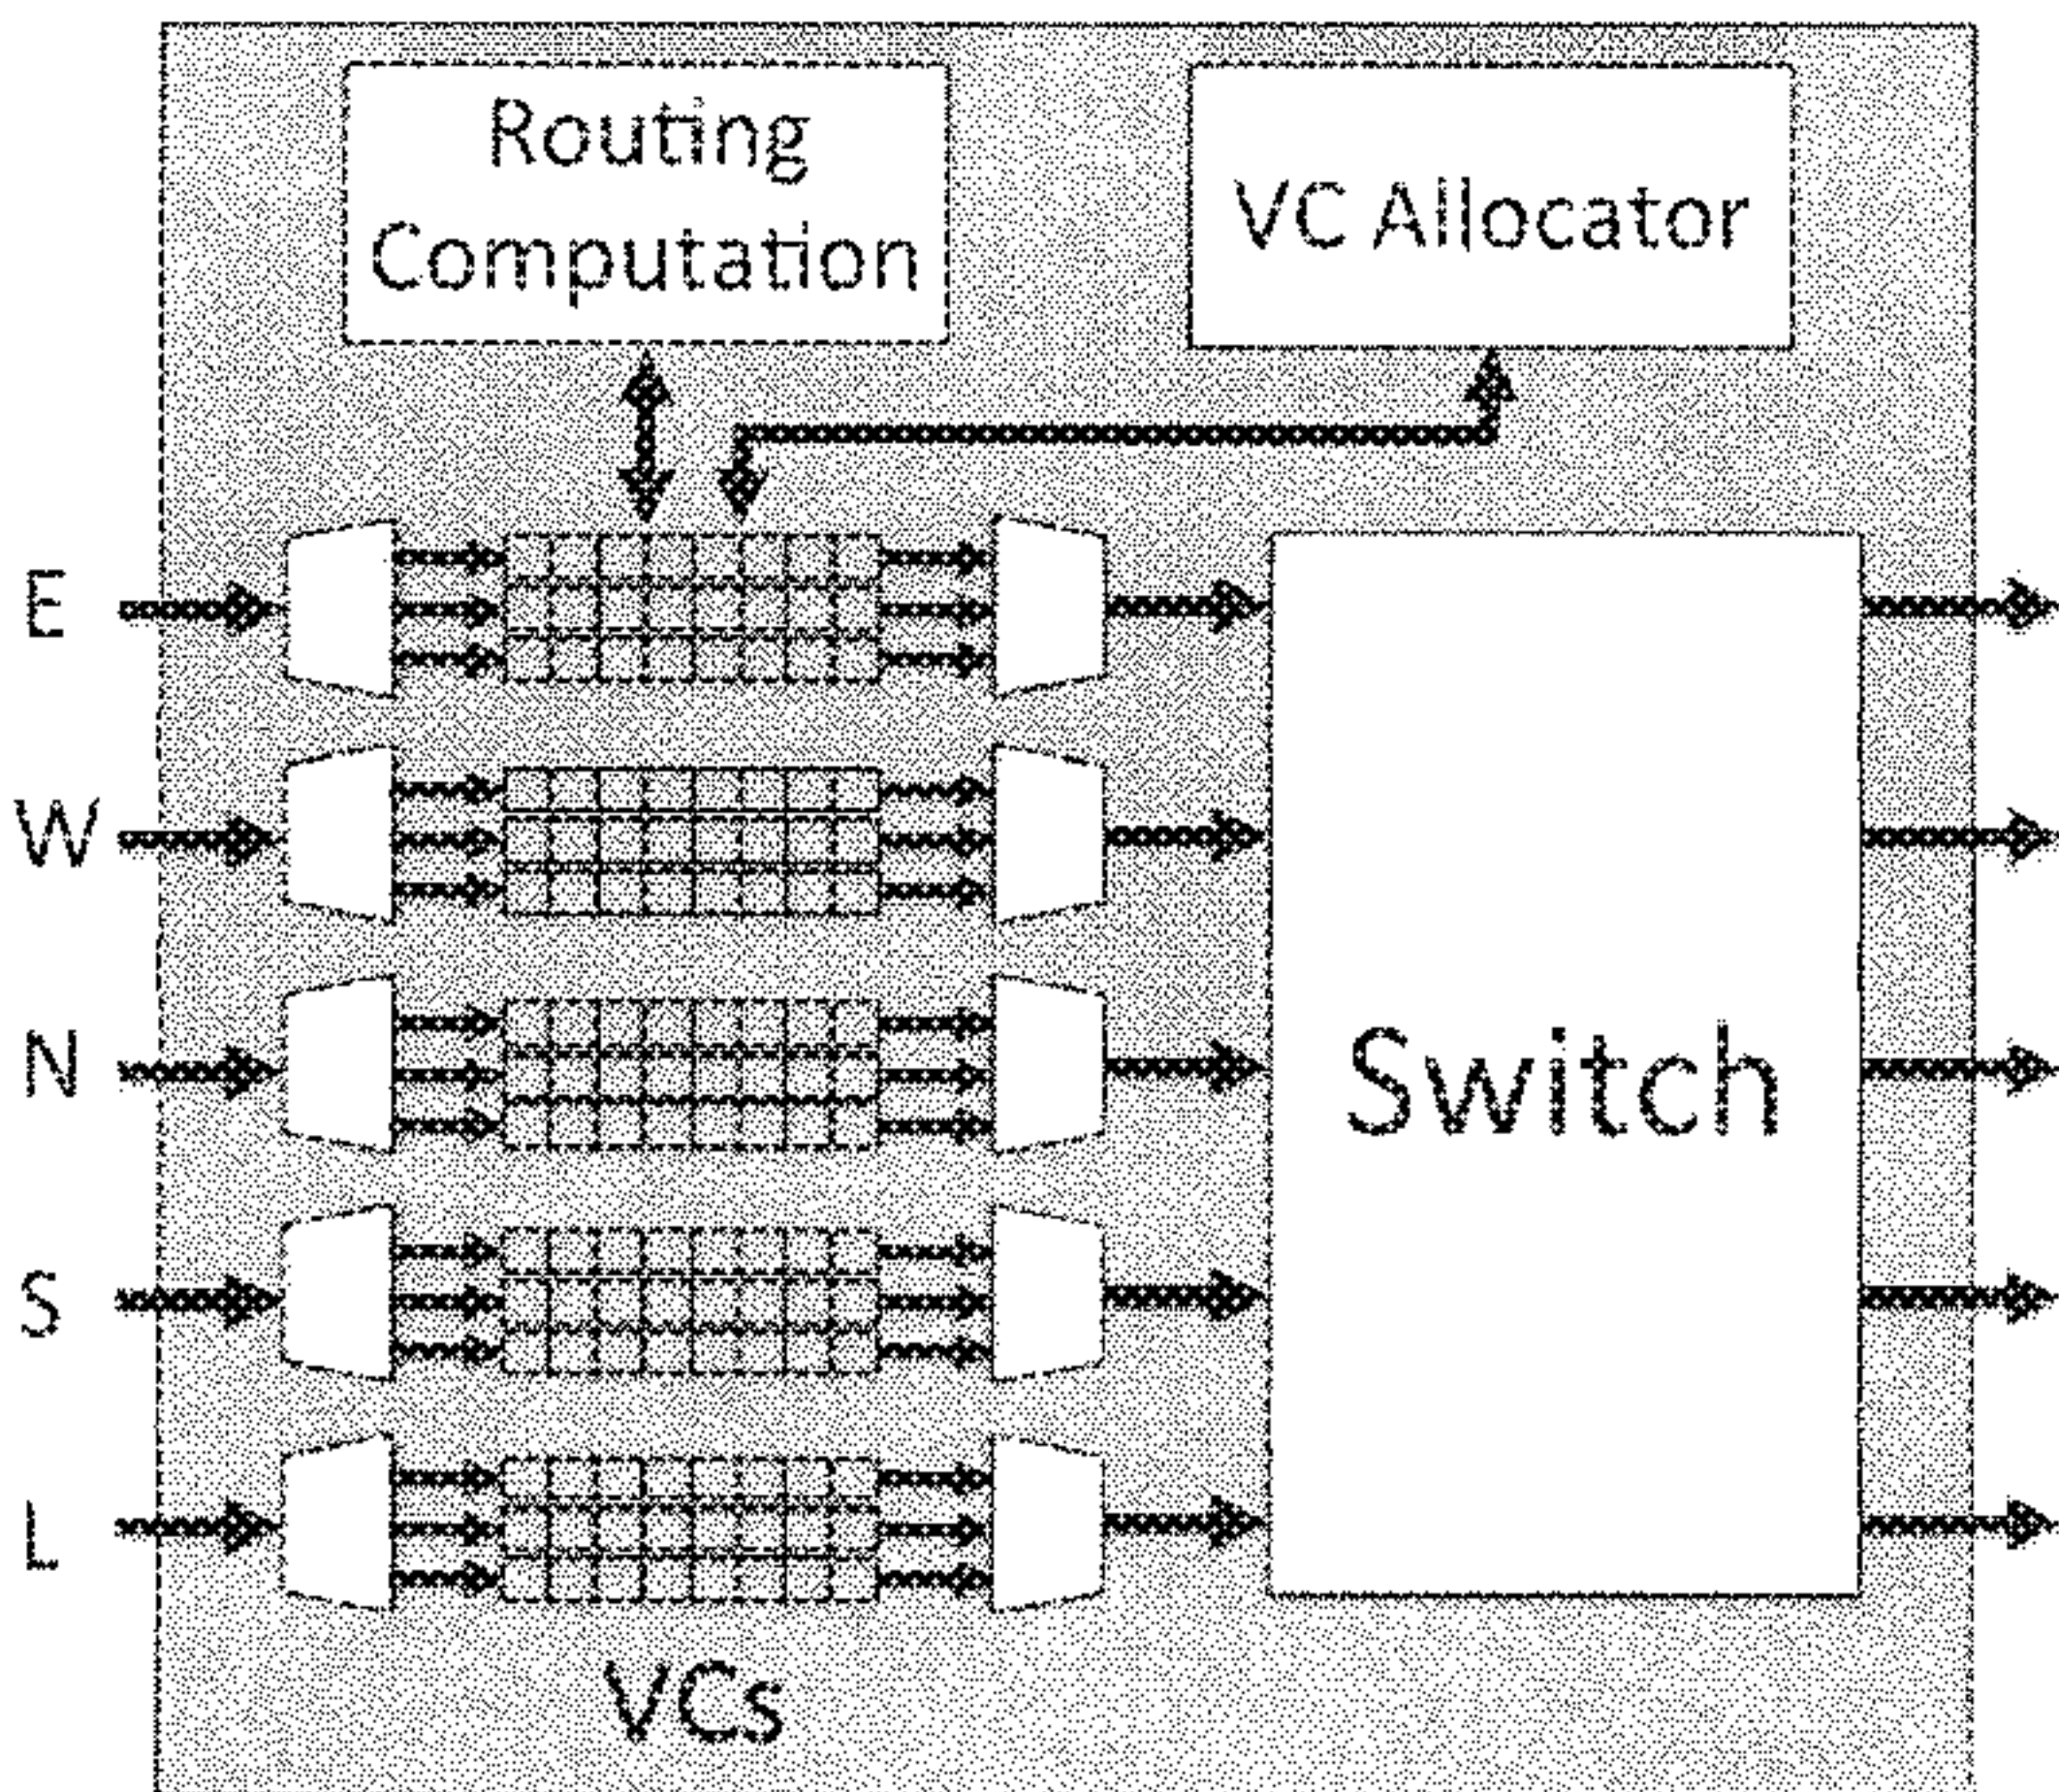 Routing
Computation
VC Allocator
E
W
N
S
L
Switch
VCs